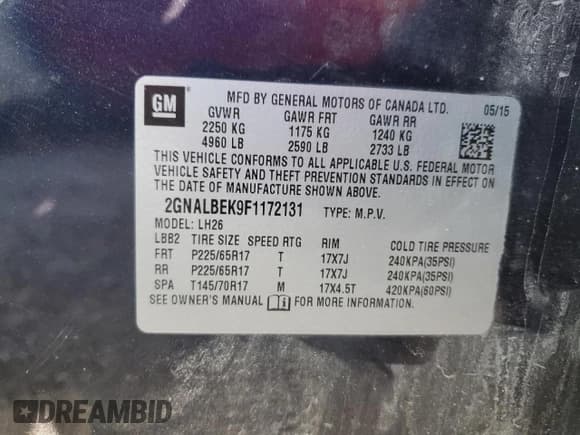 GM
MFD BY GENERAL MOTORS OF CANADA LTD. 05/15
GVWR GAWR FRT GAWR RR
2250 KG 1175 KG 1240 KG
4960 LB 2590 LB 2733 LB
THIS VEHICLE CONFORMS TO ALL APPLICABLE U.S. FEDERAL MOTOR
VEHICLE SAFETY AND THEFT PREVENTION STANDARDS IN EFFECT ON
THE DATE OF MANUFACTURE SHOWN ABOVE.
2GNALBEK9F1172131 TYPE: M.P.V.
MODEL: LH26
LBB2 TIRE SIZE SPEED RTG RIM COLD TIRE PRESSURE
FRT P225/65R17 T 17X7J 240KPA(35PSI)
RR P225/65R17 T 17X7J 240KPA(35PSI)
SPA T145/70R17 M 17X4.5T 420KPA(60PSI)
SEE OWNER'S MANUAL FOR MORE INFORMATION.
DREAMBID